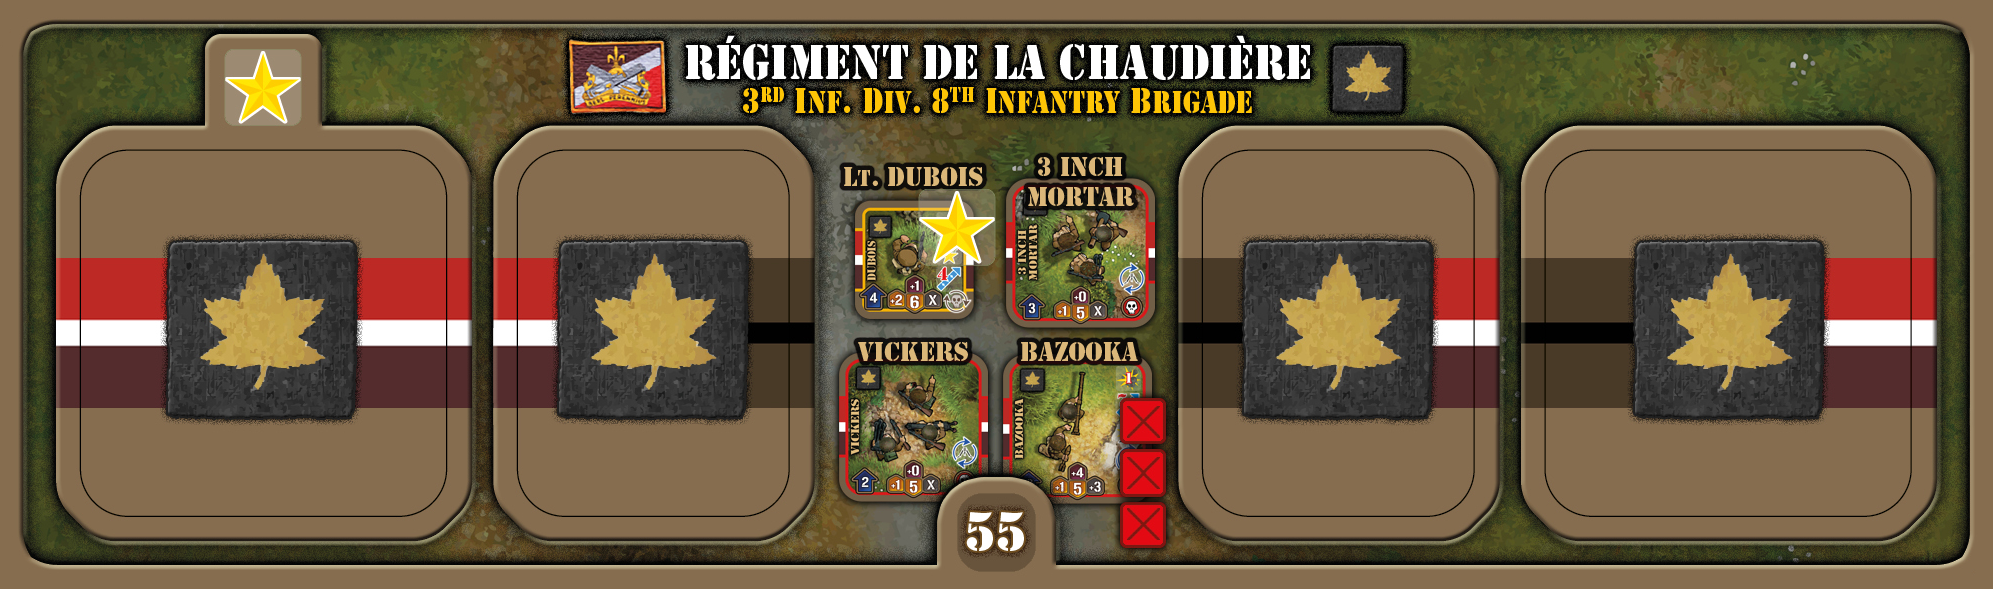 RÉGIMENT DE LA CHAUDIÈRE
3RD INF. DIV. 8TH INFANTRY BRIGADE
LT. DUBOIS
3 INCH
MORTAR
DUBOIS
4
+2
+1
6
X
4
3 INCH
MORTAR
3
+1
+0
5
X
VICKERS
BAZOOKA
VICKERS
2
+1
+0
5
X
BAZOOKA
1
+1
+4
5
+3
55